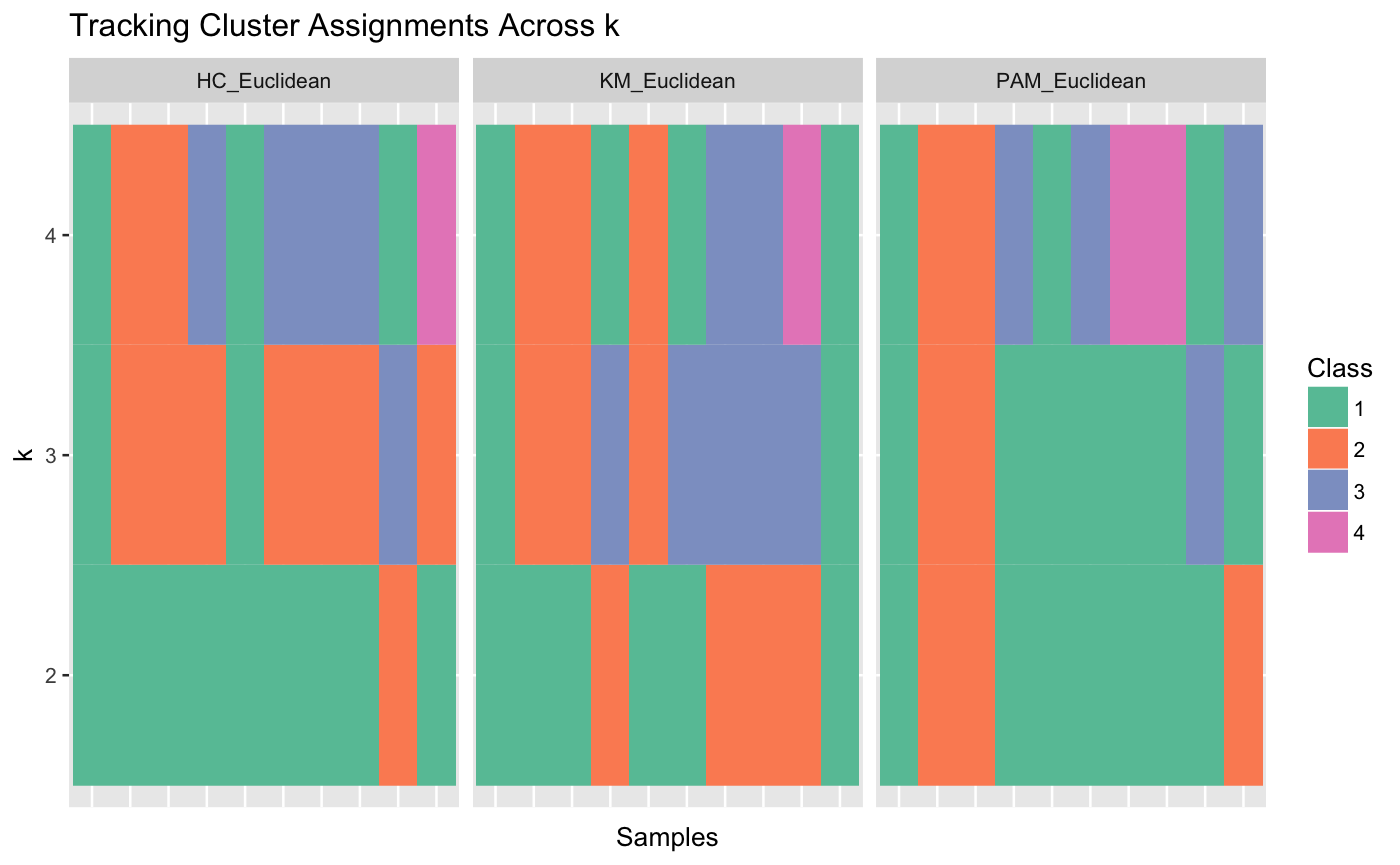 Tracking Cluster Assignments Across k
HC_Euclidean
KM_Euclidean
PAM_Euclidean
4
3
2
k
Samples
Class
1
2
3
4